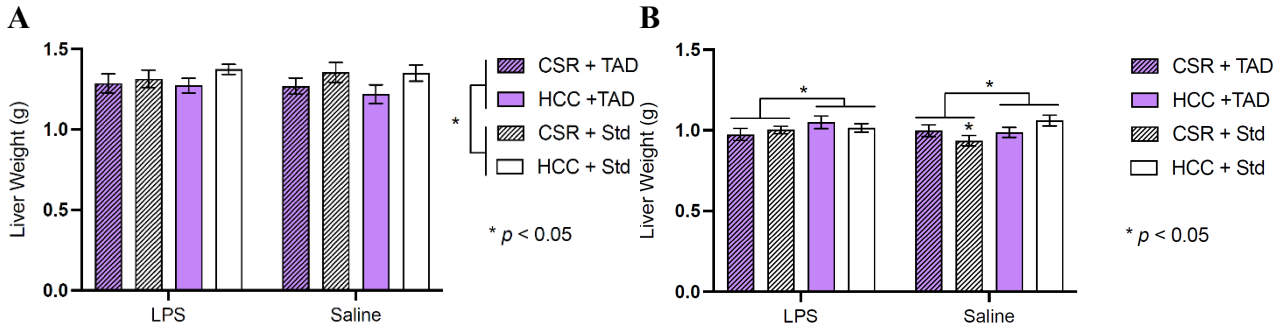 A
Liver Weight (g)
1.5
1.0
0.5
0.0
LPS
Saline
*
CSR + TAD
HCC +TAD
CSR + Std
HCC + Std
* p < 0.05
B
Liver Weight (g)
1.5
1.0
0.5
0.0
*
*
*
LPS
Saline
CSR + TAD
HCC +TAD
CSR + Std
HCC + Std
* p < 0.05